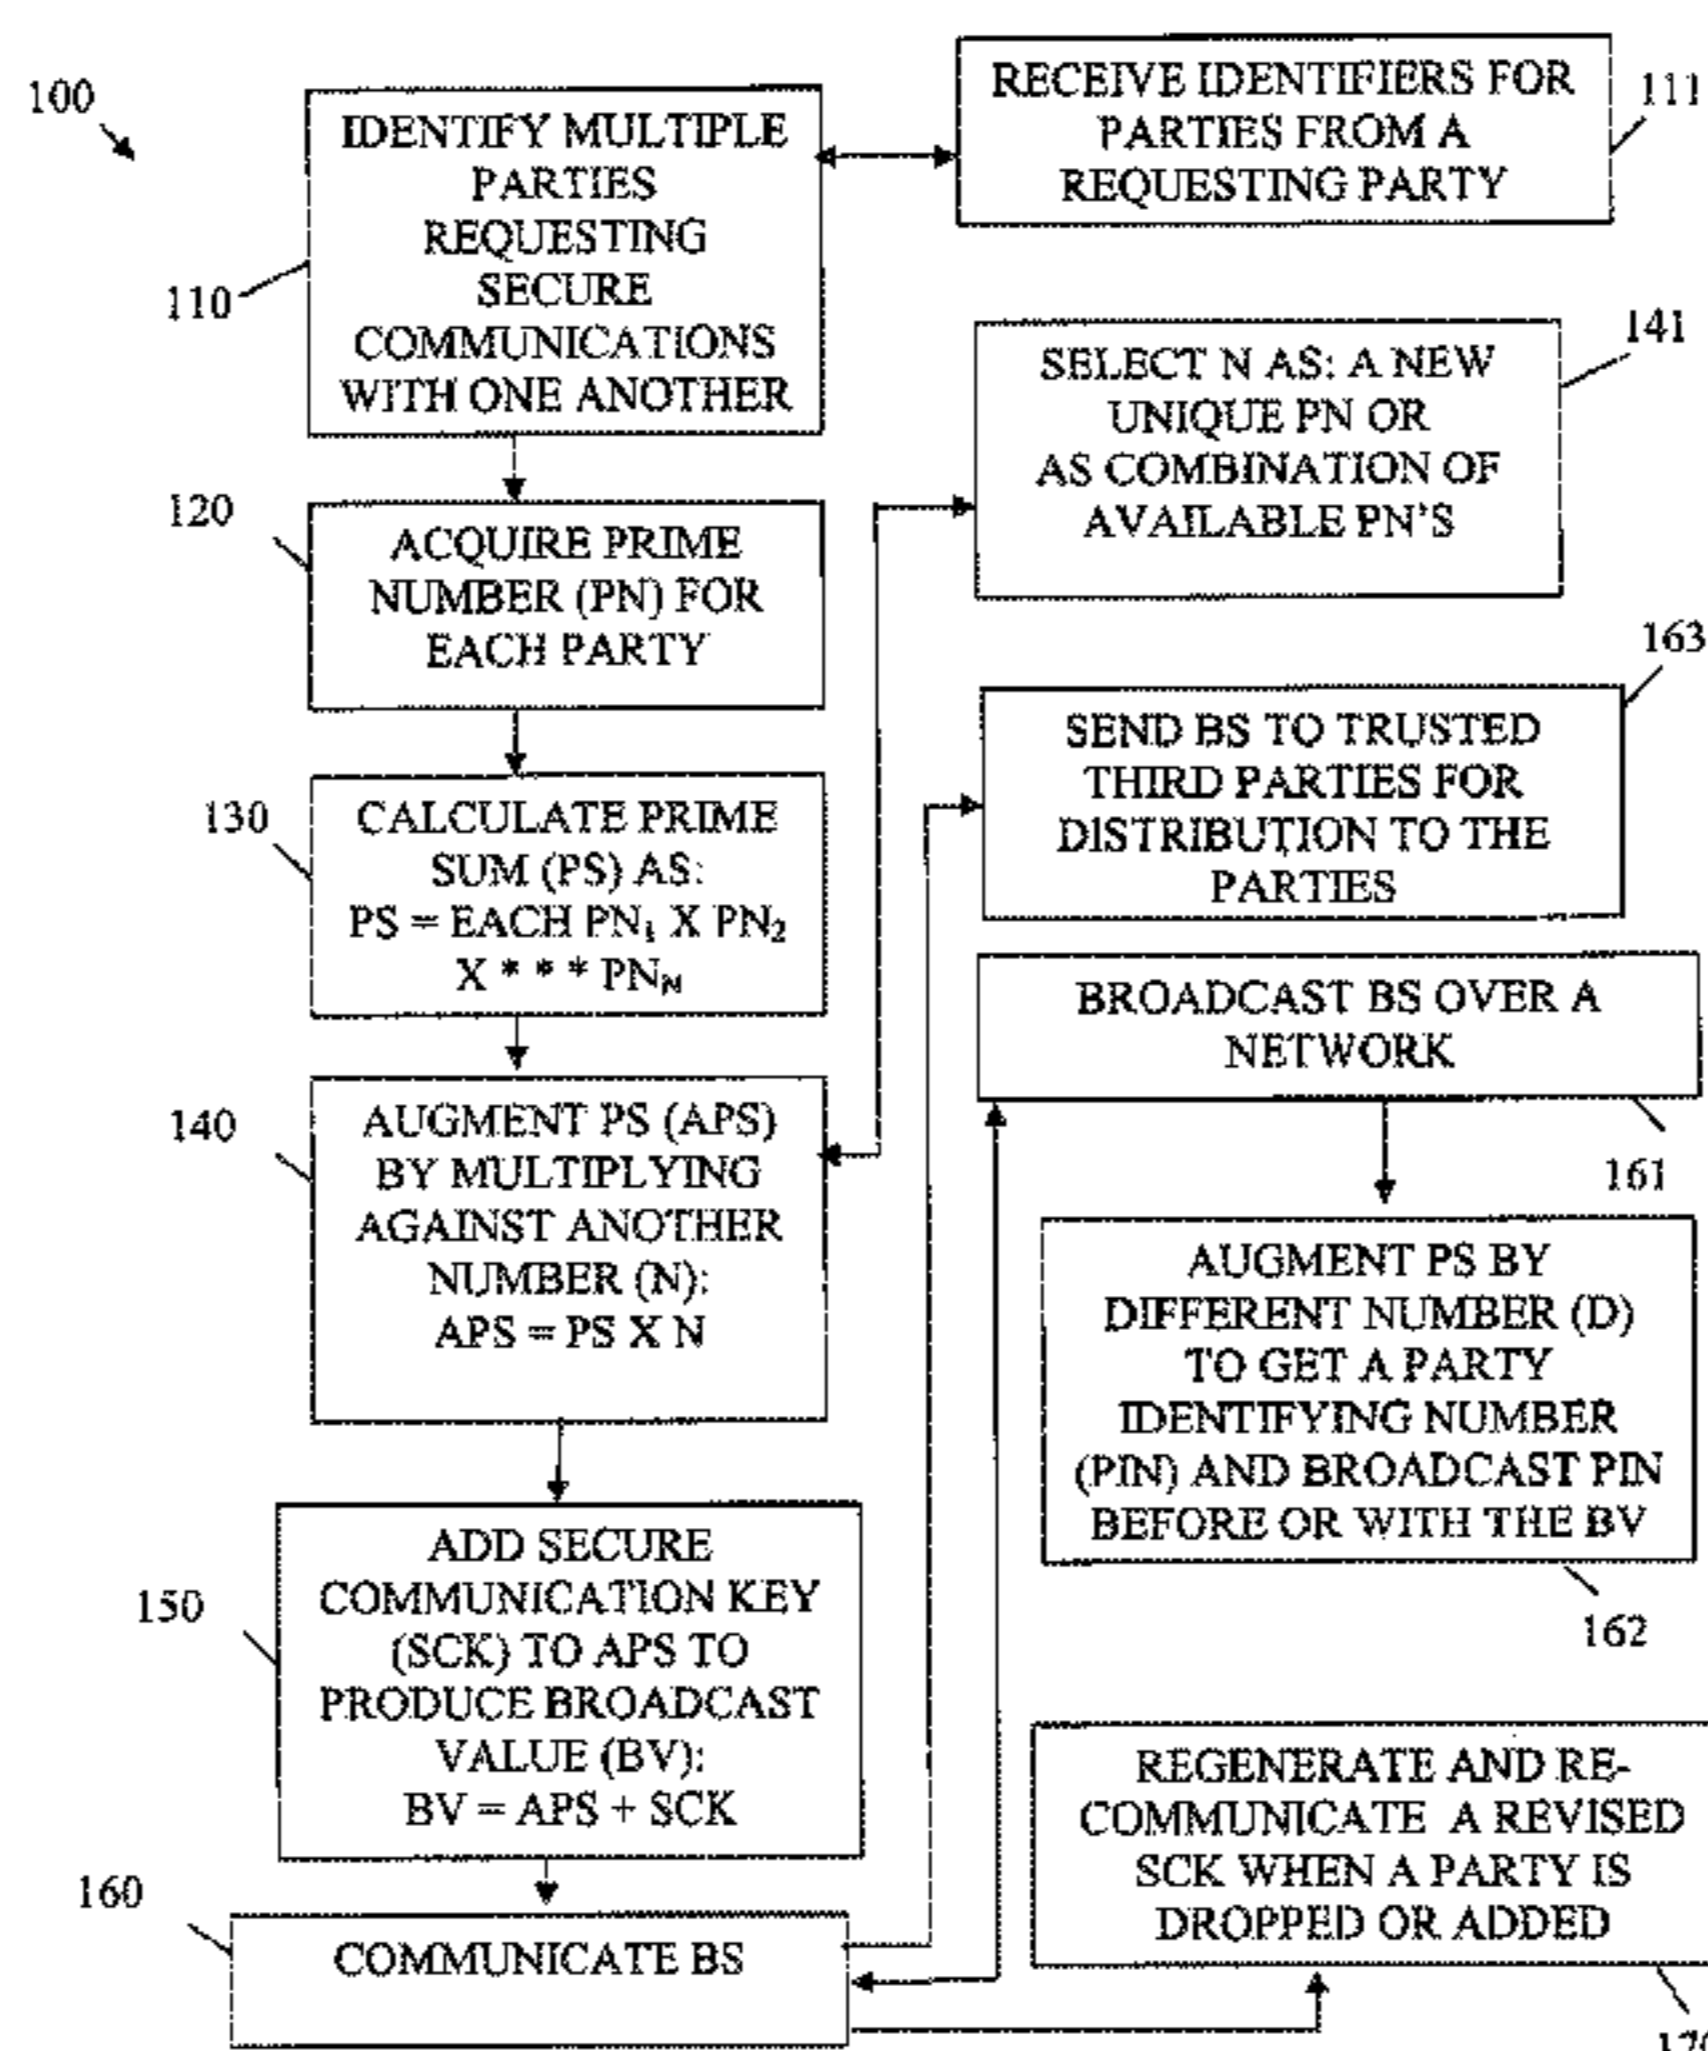 100
IDENTIFY MULTIPLE
PARTIES
REQUESTING
SECURE
COMMUNICATIONS
WITH ONE ANOTHER
110
RECEIVE IDENTIFIERS FOR
PARTIES FROM A
REQUESTING PARTY
111
120
ACQUIRE PRIME
NUMBER (PN) FOR
EACH PARTY
SELECT N AS: A NEW
UNIQUE PN OR
AS COMBINATION OF
AVAILABLE PN'S
141
130
CALCULATE PRIME
SUM (PS) AS:
PS = EACH PN₁ X PN₂
X * * * PN_N
SEND BS TO TRUSTED
THIRD PARTIES FOR
DISTRIBUTION TO THE
PARTIES
163
BROADCAST BS OVER A
NETWORK
161
140
AUGMENT PS (APS)
BY MULTIPLYING
AGAINST ANOTHER
NUMBER (N):
APS = PS X N
AUGMENT PS BY
DIFFERENT NUMBER (D)
TO GET A PARTY
IDENTIFYING NUMBER
(PIN) AND BROADCAST PIN
BEFORE OR WITH THE BV
162
150
ADD SECURE
COMMUNICATION KEY
(SCK) TO APS TO
PRODUCE BROADCAST
VALUE (BV):
BV = APS + SCK
REGENERATE AND RE-
COMMUNICATE A REVISED
SCK WHEN A PARTY IS
DROPPED OR ADDED
160
COMMUNICATE BS